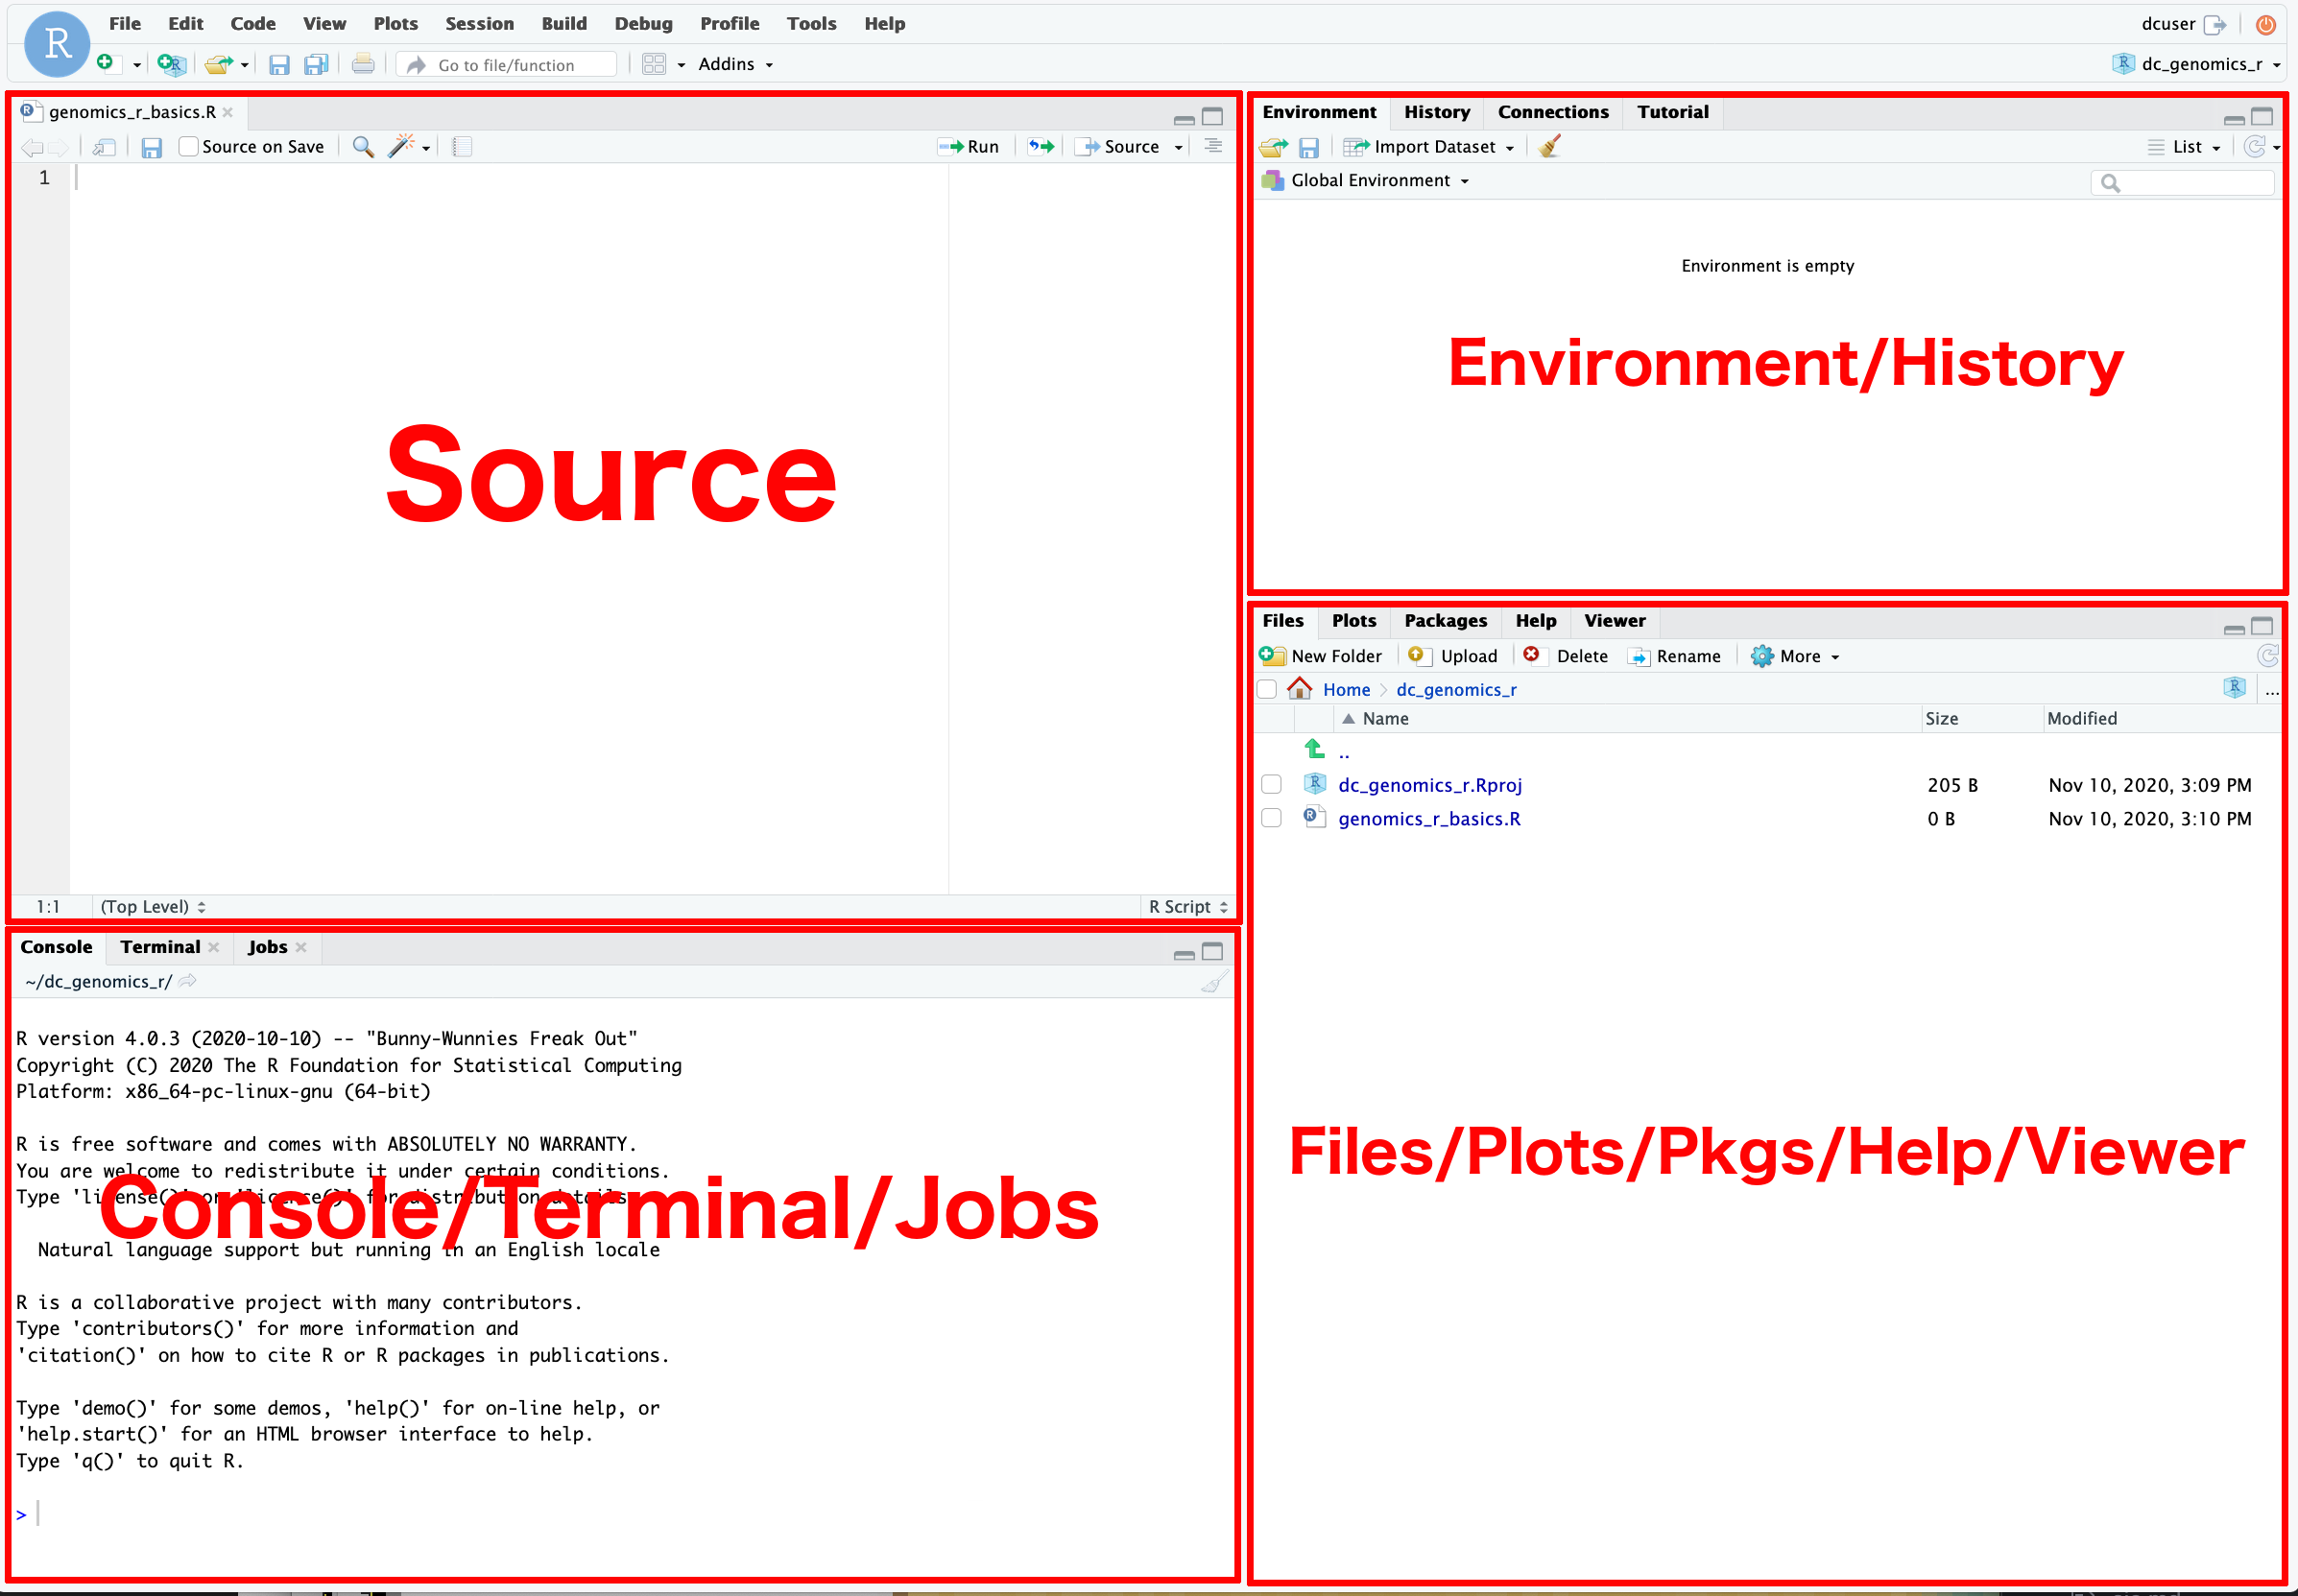 R
File Edit Code View Plots Session Build Debug Profile Tools Help
dcuser
Go to file/function
Addins
dc_genomics_r
genomics_r_basics.R
Source on Save
Run
Source
1
Source
1:1
(Top Level)
R Script
Environment History Connections Tutorial
Import Dataset
List
Global Environment
Environment is empty
Environment/History
Console Terminal Jobs
~/dc_genomics_r/
R version 4.0.3 (2020-10-10) -- "Bunny-Wunnies Freak Out"
Copyright (C) 2020 The R Foundation for Statistical Computing
Platform: x86_64-pc-linux-gnu (64-bit)
R is free software and comes with ABSOLUTELY NO WARRANTY.
You are welcome to redistribute it under certain conditions.
Type 'license()' or 'licence()' for distribution details.
Console/Terminal/Jobs
Natural language support but running in an English locale
R is a collaborative project with many contributors.
Type 'contributors()' for more information and
'citation()' on how to cite R or R packages in publications.
Type 'demo()' for some demos, 'help()' for on-line help, or
'help.start()' for an HTML browser interface to help.
Type 'q()' to quit R.
>
Files Plots Packages Help Viewer
New Folder Upload Delete Rename More
Home dc_genomics_r ...
Name Size Modified
..
dc_genomics_r.Rproj 205 B Nov 10, 2020, 3:09 PM
genomics_r_basics.R 0 B Nov 10, 2020, 3:10 PM
Files/Plots/Pkgs/Help/Viewer